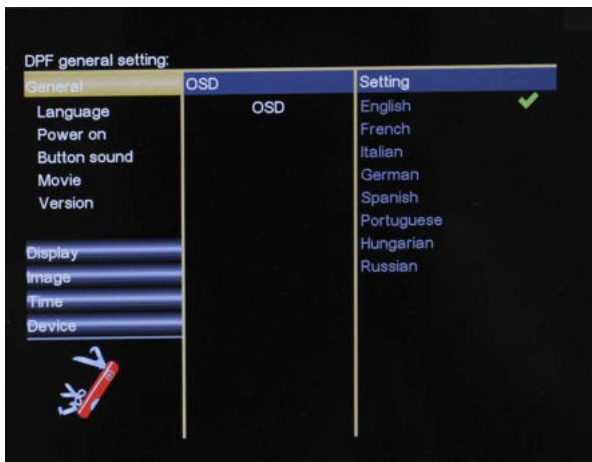 DPF general setting:
General
Language
Power on
Button sound
Movie
Version
Display
Image
Time
Device
OSD
OSD
Setting
English
French
Italian
German
Spanish
Portuguese
Hungarian
Russian